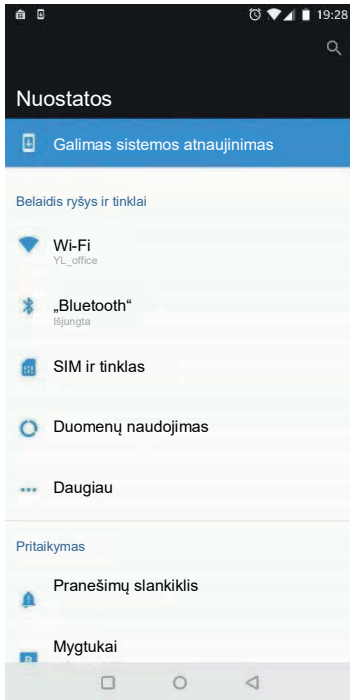 19:28
Nuostatos
Galimas sistemos atnaujinimas
Belaidis ryšys ir tinklai
Wi-Fi
YL_office
„Bluetooth“
Išjungta
SIM ir tinklas
Duomenų naudojimas
Daugiau
Pritaikymas
Pranešimų slankiklis
Mygtukai